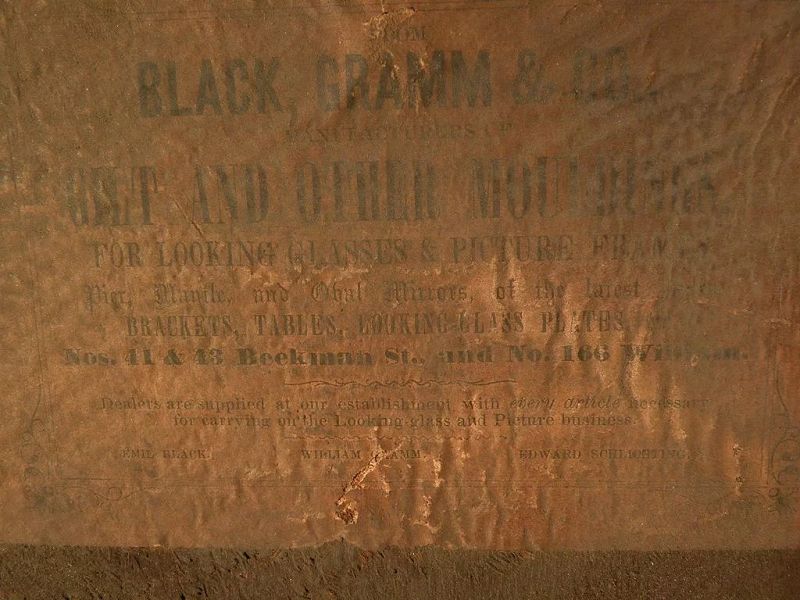 FROM
BLACK, GRAMM & CO.,
MANUFACTURERS OF
GILT AND OTHER MOULDINGS,
FOR LOOKING GLASSES & PICTURE FRAMES
Pier, Mantle, and Oval Mirrors, of the latest
BRACKETS, TABLES, LOOKING-GLASS PLATES,
Nos. 41 & 43 Beekman St., and No. 166 William.
Dealers are supplied at our establishment with every article necessary
for carrying on the Looking-glass and Picture business.
EMIL BLACK. WILLIAM GRAMM. EDWARD SCHLICHTING.